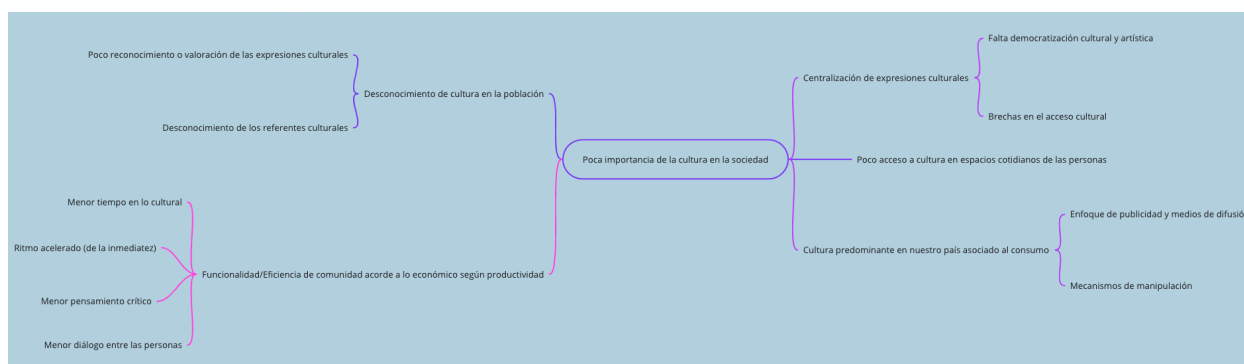 Poco reconocimiento o valoración de las expresiones culturales
Desconocimiento de cultura en la población
Desconocimiento de los referentes culturales
Menor tiempo en lo cultural
Ritmo acelerado (de la inmediatez)
Funcionalidad/Eficiencia de comunidad acorde a lo económico según productividad
Menor pensamiento crítico
Menor diálogo entre las personas
Poca importancia de la cultura en la sociedad
Falta democratización cultural y artística
Centralización de expresiones culturales
Brechas en el acceso cultural
Poco acceso a cultura en espacios cotidianos de las personas
Enfoque de publicidad y medios de difusió
Cultura predominante en nuestro país asociado al consumo
Mecanismos de manipulación